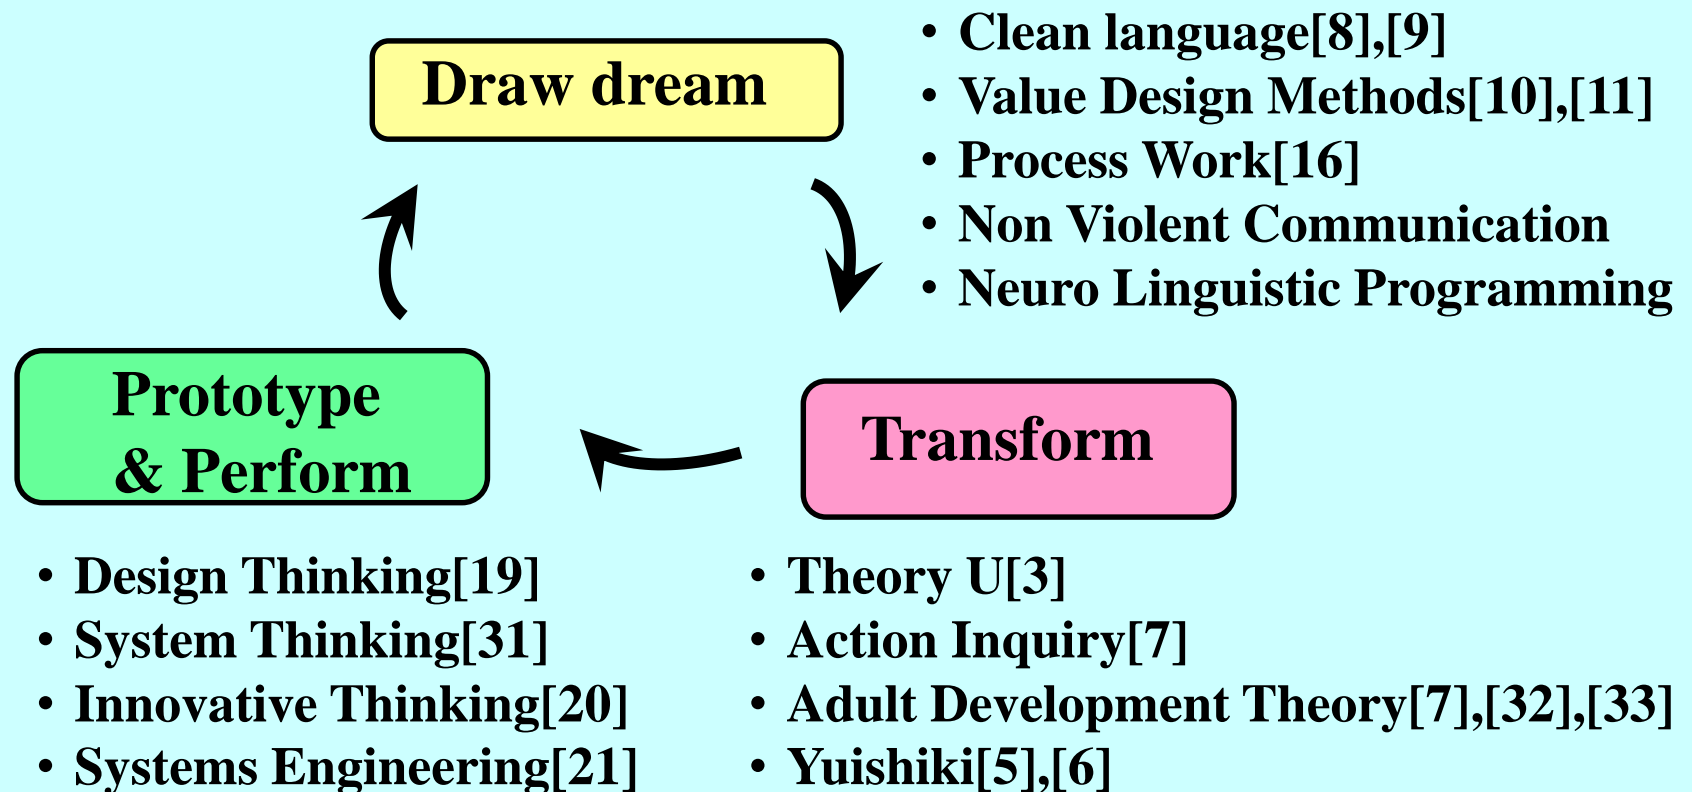 Draw dream
• Clean language[8],[9]
• Value Design Methods[10],[11]
• Process Work[16]
• Non Violent Communication
• Neuro Linguistic Programming
Prototype
& Perform
Transform
• Design Thinking[19]
• System Thinking[31]
• Innovative Thinking[20]
• Systems Engineering[21]
• Theory U[3]
• Action Inquiry[7]
• Adult Development Theory[7],[32],[33]
• Yuishiki[5],[6]